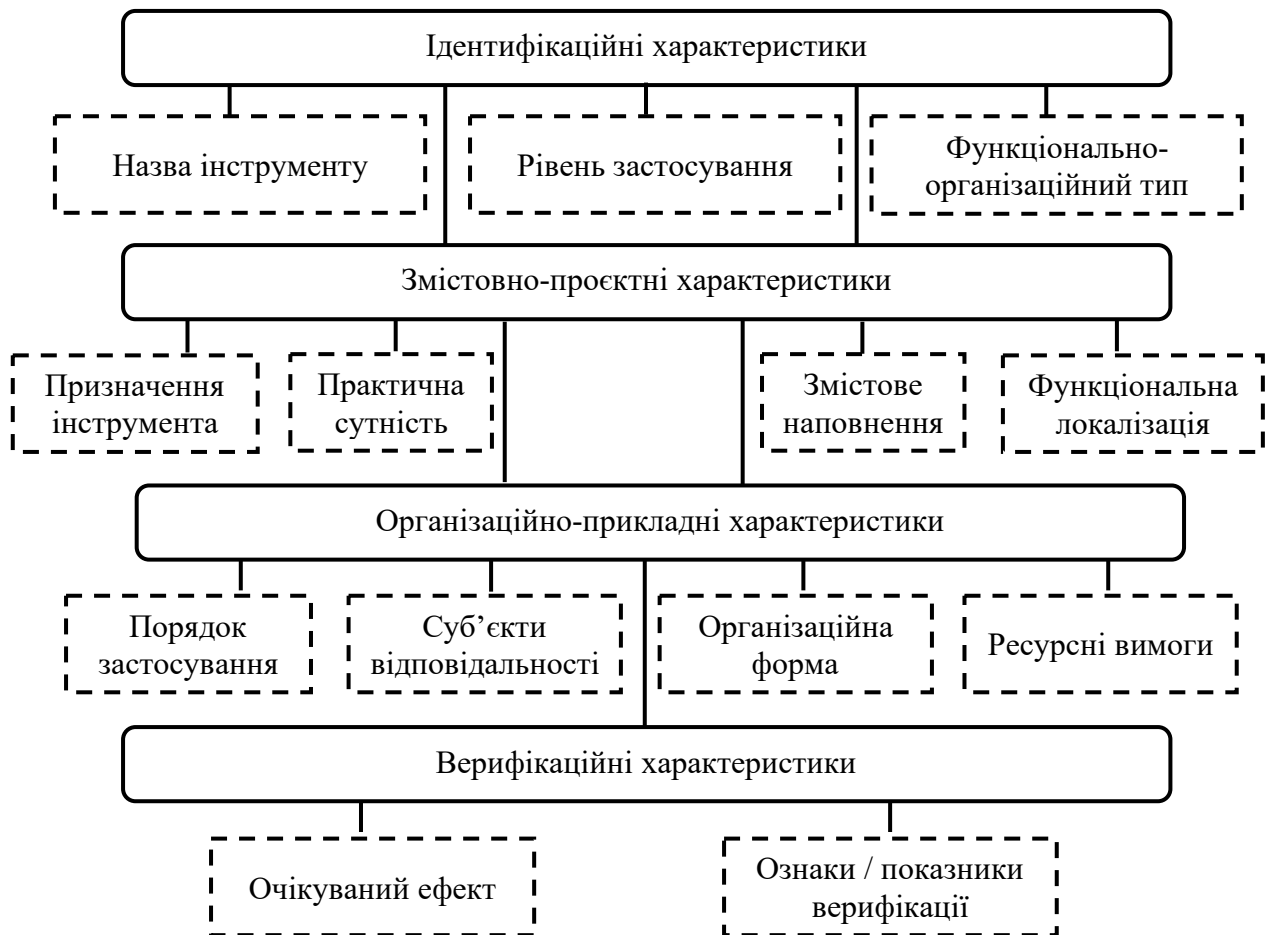 Ідентифікаційні характеристики
Назва інструменту
Рівень застосування
Функціонально-
організаційний тип
Змістовно-проєктні характеристики
Призначення
інструмента
Практична
сутність
Змістове
наповнення
Функціональна
локалізація
Організаційно-прикладні характеристики
Порядок
застосування
Суб’єкти
відповідальності
Організаційна
форма
Ресурсні вимоги
Верифікаційні характеристики
Очікуваний ефект
Ознаки / показники
верифікації